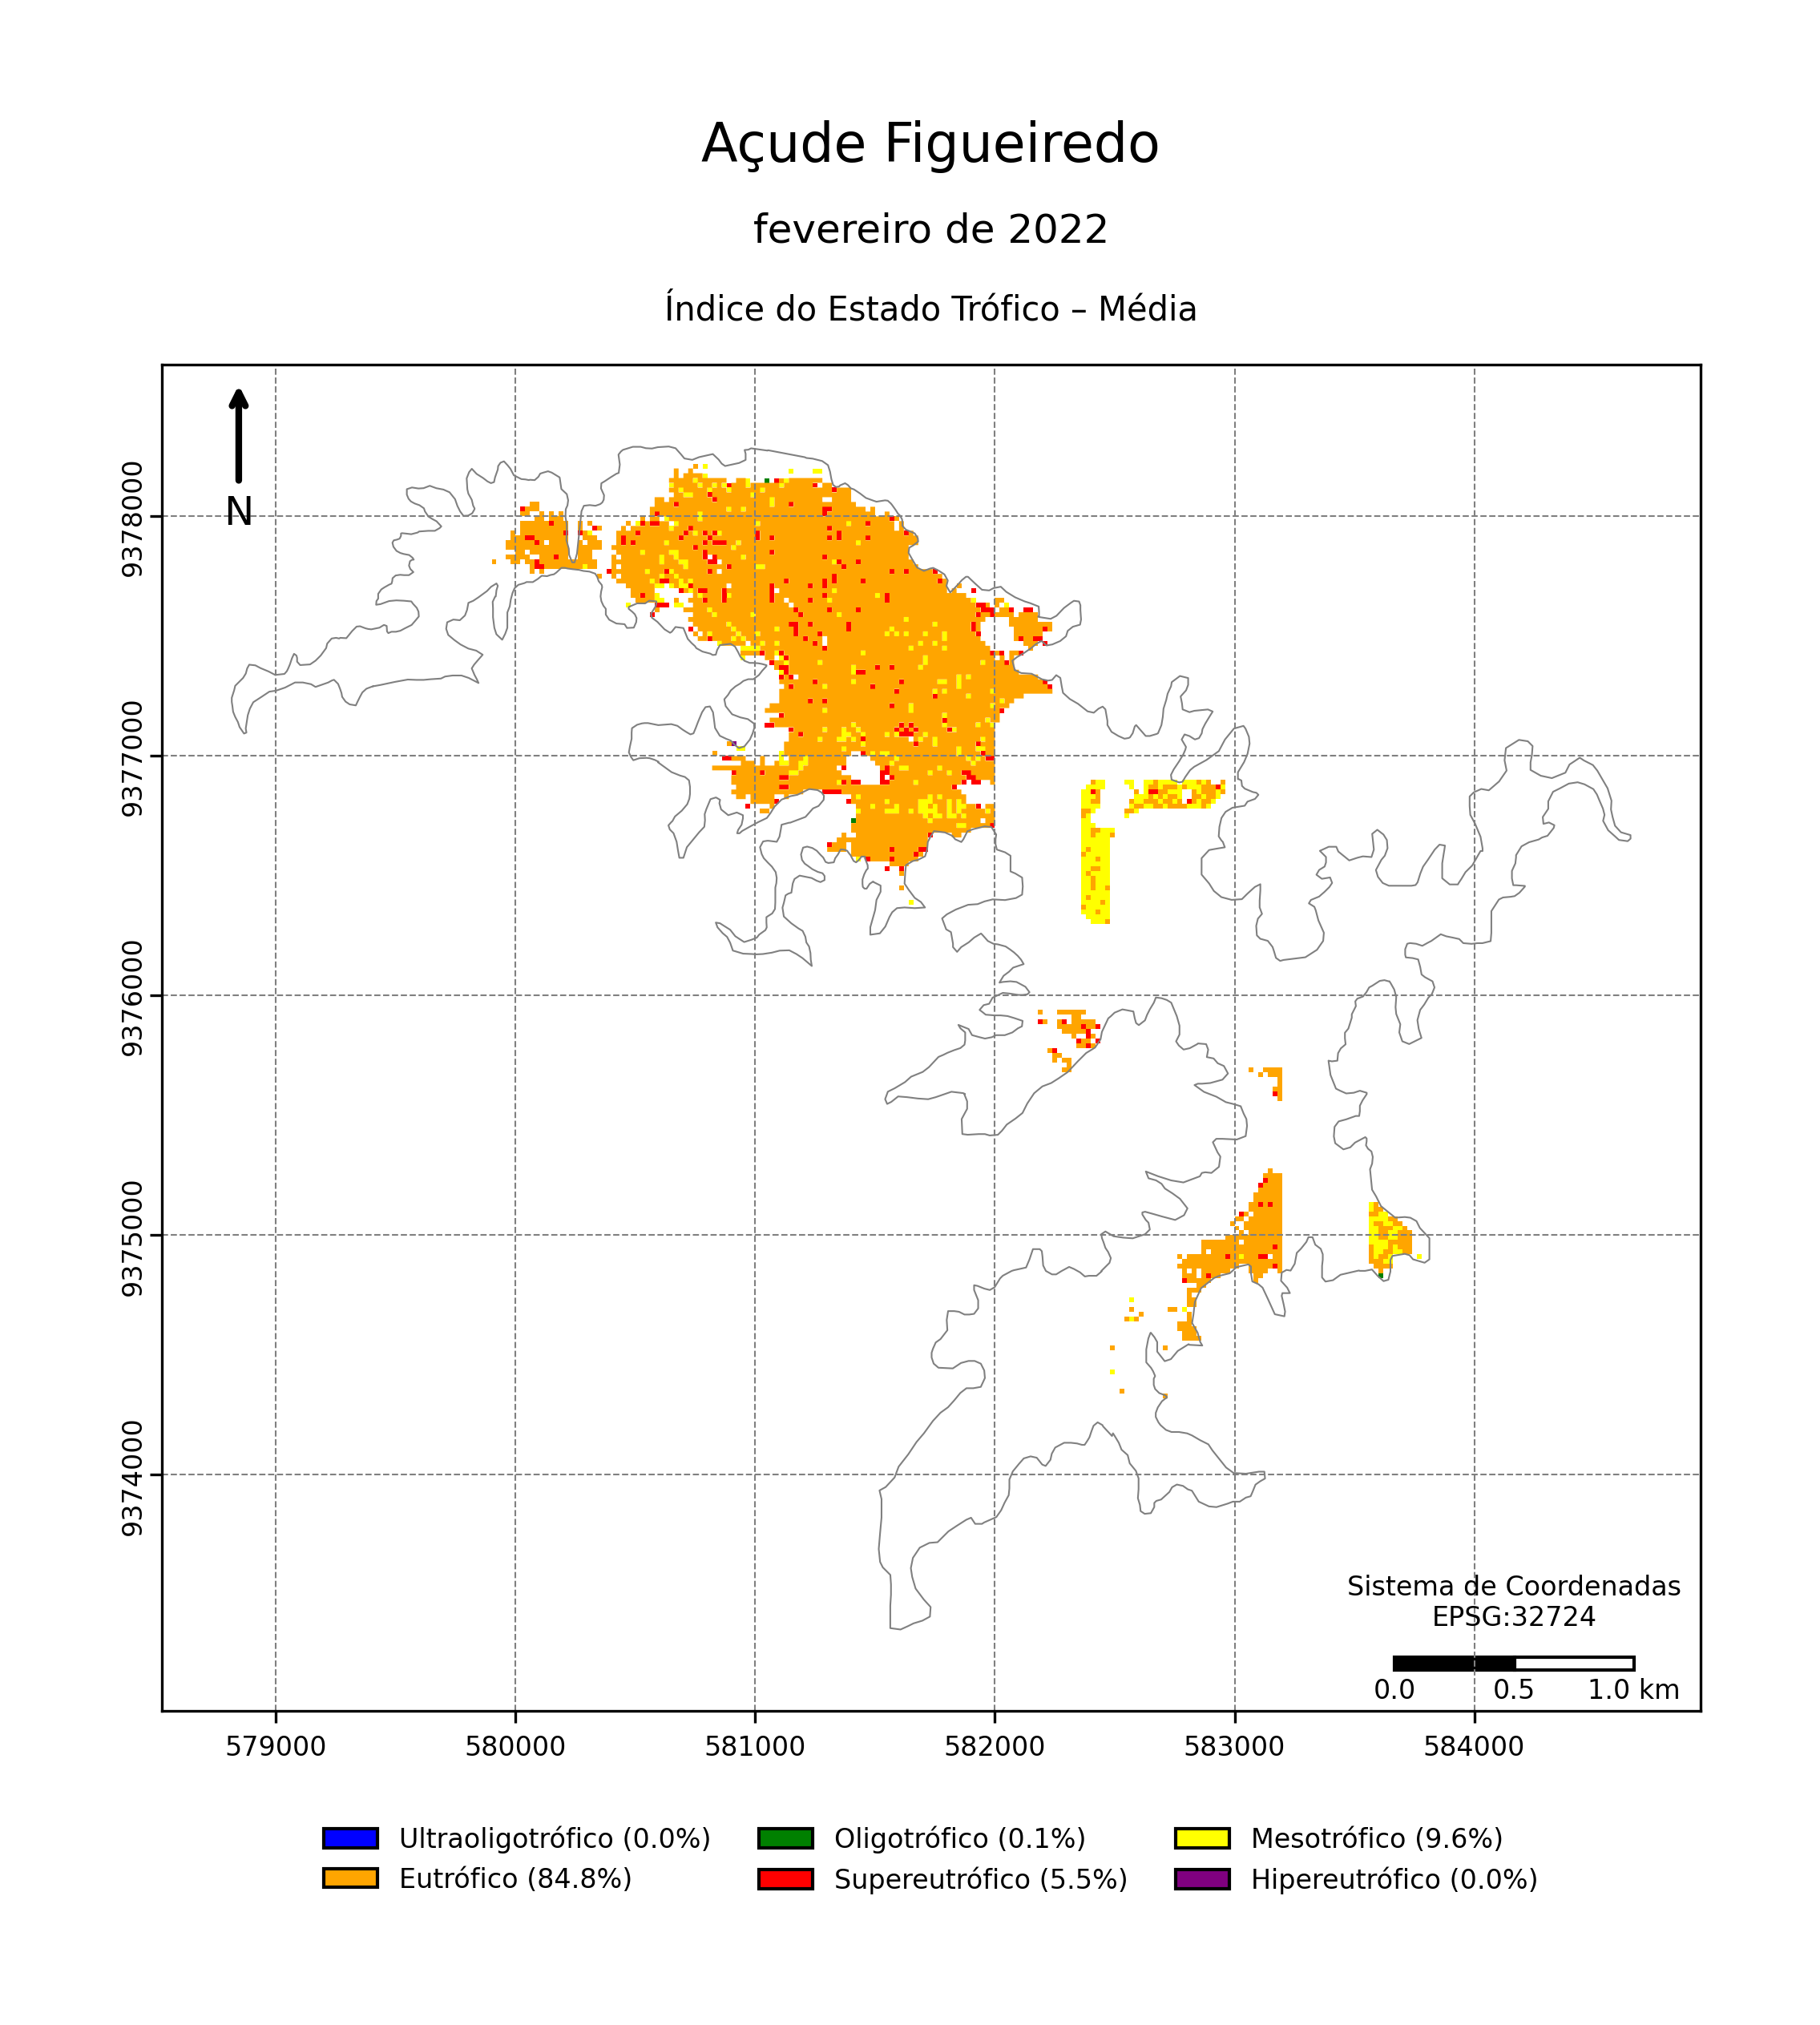 Açude Figueiredo
fevereiro de 2022
Índice do Estado Trófico – Média
N
9378000
9377000
9376000
9375000
9374000
579000 580000 581000 582000 583000 584000
Sistema de Coordenadas
EPSG:32724
0.0 0.5 1.0 km
Ultraoligotrófico (0.0%) Oligotrófico (0.1%) Mesotrófico (9.6%)
Eutrófico (84.8%) Supereutrófico (5.5%) Hipereutrófico (0.0%)